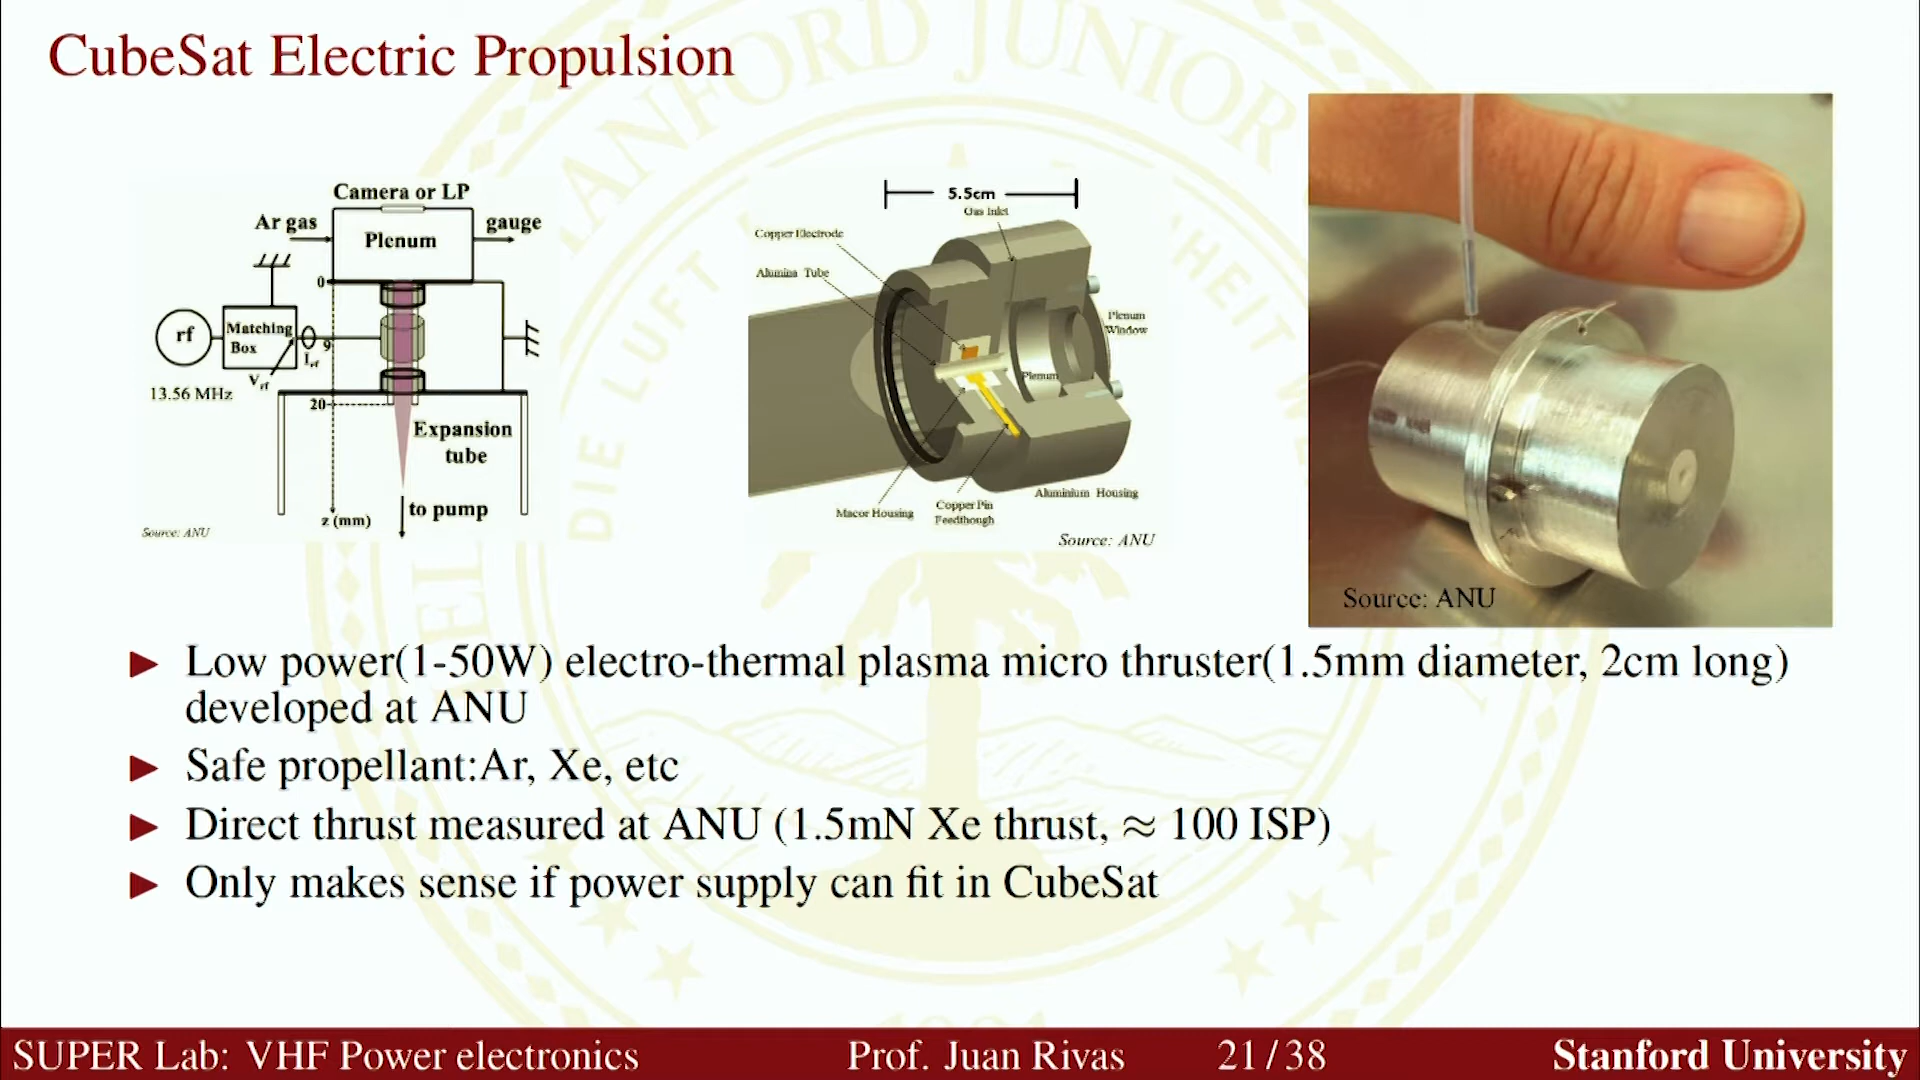 CubeSat Electric Propulsion
Camera or LP
Ar gas
gauge
Plenum
0
rf
Matching
Box
I_rf
9
V_rf
13.56 MHz
20
Expansion
tube
z (mm)
to pump
Source: ANU
5.5cm
Gas Inlet
Copper Electrode
Alumina Tube
Plenum
Window
Plenum
Aluminium Housing
Macor Housing
Copper Pin
Feedthough
Source: ANU
Source: ANU
Low power(1-50W) electro-thermal plasma micro thruster(1.5mm diameter, 2cm long)
developed at ANU
Safe propellant:Ar, Xe, etc
Direct thrust measured at ANU (1.5mN Xe thrust, ≈ 100 ISP)
Only makes sense if power supply can fit in CubeSat
SUPER Lab: VHF Power electronics
Prof. Juan Rivas
21 / 38
Stanford University